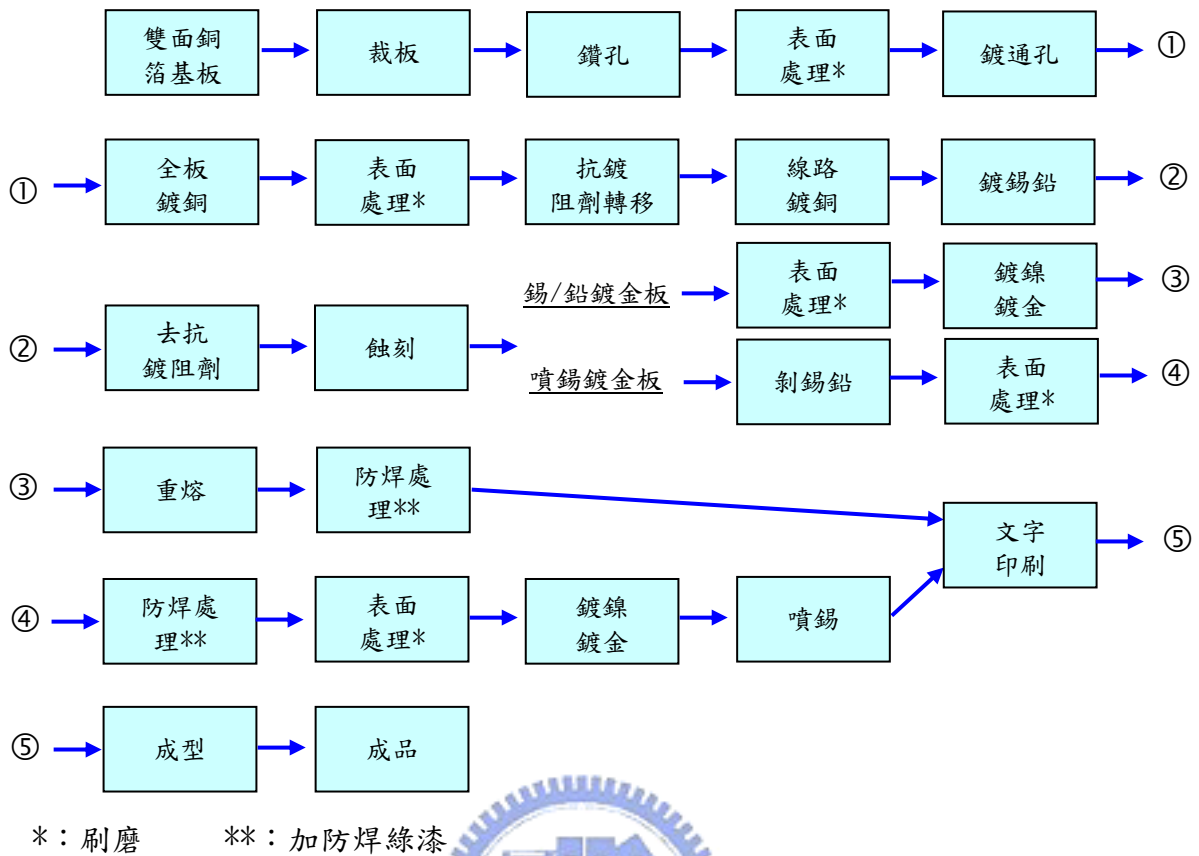 雙面銅
箔基板
裁板
鑽孔
表面
處理*
鍍通孔
①
①
全板
鍍銅
表面
處理*
抗鍍
阻劑轉移
線路
鍍銅
鍍錫鉛
②
②
去抗
鍍阻劑
蝕刻
錫/鉛鍍金板
表面
處理*
鍍鎳
鍍金
③
噴錫鍍金板
剝錫鉛
表面
處理*
④
③
重熔
防焊處
理**
文字
印刷
⑤
④
防焊處
理**
表面
處理*
鍍鎳
鍍金
噴錫
⑤
成型
成品
*：刷磨　　**：加防焊綠漆